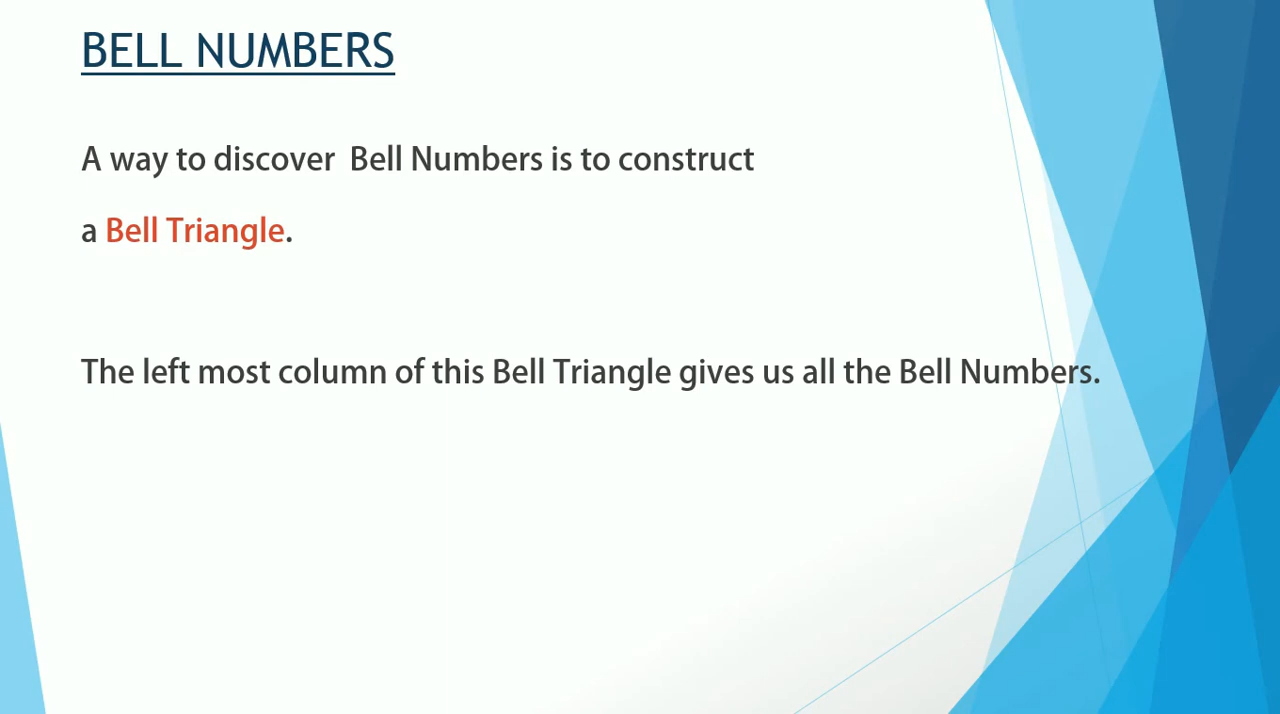 BELL NUMBERS
A way to discover  Bell Numbers is to construct
a Bell Triangle.
The left most column of this Bell Triangle gives us all the Bell Numbers.